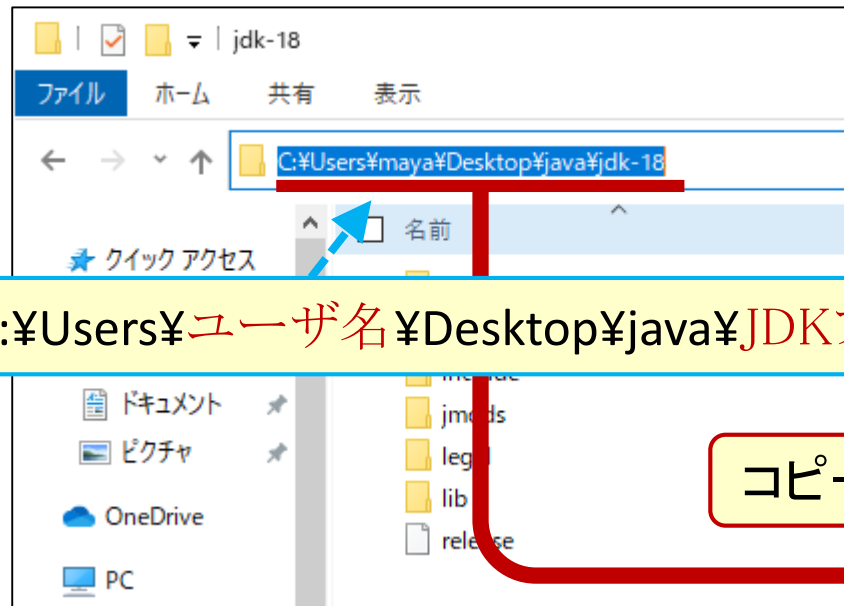 jdk-18
ファイル ホーム 共有 表示
C:¥Users¥maya¥Desktop¥java¥jdk-18
名前
クイック アクセス
:¥Users¥ユーザ名¥Desktop¥java¥JDK
include
ドキュメント
jmods
ピクチャ
legal
lib
コピー
OneDrive
release
PC